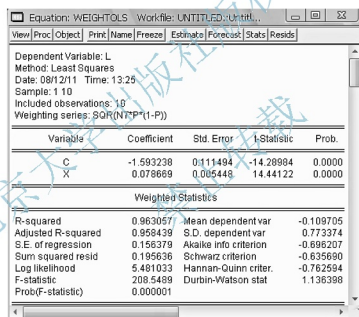 Equation: WEIGHTOLS Workfile: UNTITLED::Untitl...
View Proc Object Print Name Freeze Estimate Forecast Stats Resids
Dependent Variable: L
Method: Least Squares
Date: 08/12/11 Time: 13:25
Sample: 1 10
Included observations: 10
Weighting series: SQR(NT*P*(1-P))
Variable Coefficient Std. Error t-Statistic Prob.
C -1.593238 0.111494 -14.28984 0.0000
X 0.078669 0.005448 14.44122 0.0000
Weighted Statistics
R-squared 0.963057 Mean dependent var -0.109705
Adjusted R-squared 0.958439 S.D. dependent var 0.773374
S.E. of regression 0.156379 Akaike info criterion -0.696207
Sum squared resid 0.195636 Schwarz criterion -0.635690
Log likelihood 5.481033 Hannan-Quinn criter. -0.762594
F-statistic 208.5489 Durbin-Watson stat 1.136398
Prob(F-statistic) 0.000001